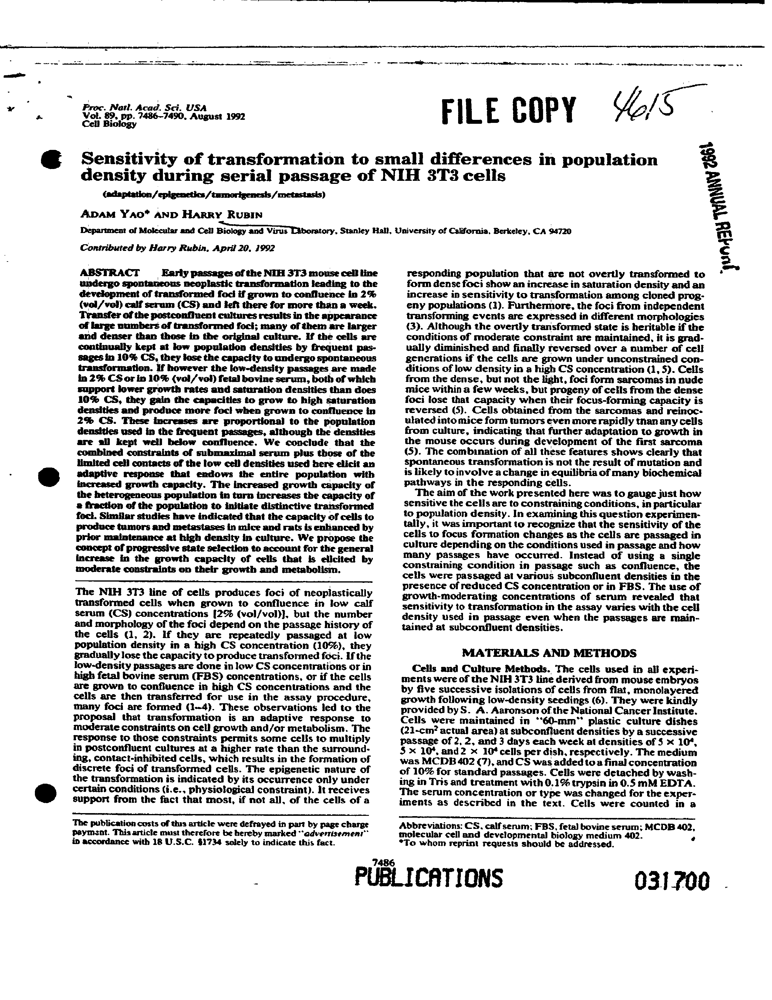 Proc. Natl. Acad. Sci. USA
Vol. 89, pp. 7486-7490, August 1992
Cell Biology
FILE COPY 4615
1992 ANNUAL Report
Sensitivity of transformation to small differences in population
density during serial passage of NIH 3T3 cells
(adaptation/epigenetics/tumorigenesis/metastasis)
ADAM YAO* AND HARRY RUBIN
Department of Molecular and Cell Biology and Virus Laboratory, Stanley Hall, University of California, Berkeley, CA 94720
Contributed by Harry Rubin, April 20, 1992
ABSTRACT Early passages of the NIH 3T3 mouse cell line
undergo spontaneous neoplastic transformation leading to the
development of transformed foci if grown to confluence in 2%
(vol/vol) calf serum (CS) and left there for more than a week.
Transfer of the postconfluent cultures results in the appearance
of large numbers of transformed foci; many of them are larger
and denser than those in the original culture. If the cells are
continually kept at low population densities by frequent pas-
sages in 10% CS, they lose the capacity to undergo spontaneous
transformation. If however the low-density passages are made
in 2% CS or in 10% (vol/vol) fetal bovine serum, both of which
support lower growth rates and saturation densities than does
10% CS, they gain the capacities to grow to high saturation
densities and produce more foci when grown to confluence in
2% CS. These increases are proportional to the population
densities used in the frequent passages, although the densities
are all kept well below confluence. We conclude that the
combined constraints of submaximal serum plus those of the
limited cell contacts of the low cell densities used here elicit an
adaptive response that endows the entire population with
increased growth capacity. The increased growth capacity of
the heterogeneous population in turn increases the capacity of
a fraction of the population to initiate distinctive transformed
foci. Similar studies have indicated that the capacity of cells to
produce tumors and metastases in mice and rats is enhanced by
prior maintenance at high density in culture. We propose the
concept of progressive state selection to account for the general
increase in the growth capacity of cells that is elicited by
moderate constraints on their growth and metabolism.
The NIH 3T3 line of cells produces foci of neoplastically
transformed cells when grown to confluence in low calf
serum (CS) concentrations [2% (vol/vol)], but the number
and morphology of the foci depend on the passage history of
the cells (1, 2). If they are repeatedly passaged at low
population density in a high CS concentration (10%), they
gradually lose the capacity to produce transformed foci. If the
low-density passages are done in low CS concentrations or in
high fetal bovine serum (FBS) concentrations, or if the cells
are grown to confluence in high CS concentrations and the
cells are then transferred for use in the assay procedure,
many foci are formed (1-4). These observations led to the
proposal that transformation is an adaptive response to
moderate constraints on cell growth and/or metabolism. The
response to those constraints permits some cells to multiply
in postconfluent cultures at a higher rate than the surround-
ing, contact-inhibited cells, which results in the formation of
discrete foci of transformed cells. The epigenetic nature of
the transformation is indicated by its occurrence only under
certain conditions (i.e., physiological constraint). It receives
support from the fact that most, if not all, of the cells of a
The publication costs of this article were defrayed in part by page charge
payment. This article must therefore be hereby marked "advertisement"
in accordance with 18 U.S.C. §1734 solely to indicate this fact.
responding population that are not overtly transformed to
form dense foci show an increase in saturation density and an
increase in sensitivity to transformation among cloned prog-
eny populations (1). Furthermore, the foci from independent
transforming events are expressed in different morphologies
(3). Although the overtly transformed state is heritable if the
conditions of moderate constraint are maintained, it is grad-
ually diminished and finally reversed over a number of cell
generations if the cells are grown under unconstrained con-
ditions of low density in a high CS concentration (1, 5). Cells
from the dense, but not the light, foci form sarcomas in nude
mice within a few weeks, but progeny of cells from the dense
foci lose that capacity when their focus-forming capacity is
reversed (5). Cells obtained from the sarcomas and reinoc-
ulated into mice form tumors even more rapidly than any cells
from culture, indicating that further adaptation to growth in
the mouse occurs during development of the first sarcoma
(5). The combination of all these features shows clearly that
spontaneous transformation is not the result of mutation and
is likely to involve a change in equilibria of many biochemical
pathways in the responding cells.
The aim of the work presented here was to gauge just how
sensitive the cells are to constraining conditions, in particular
to population density. In examining this question experimen-
tally, it was important to recognize that the sensitivity of the
cells to focus formation changes as the cells are passaged in
culture depending on the conditions used in passage and how
many passages have occurred. Instead of using a single
constraining condition in passage such as confluence, the
cells were passaged at various subconfluent densities in the
presence of reduced CS concentration or in FBS. The use of
growth-moderating concentrations of serum revealed that
sensitivity to transformation in the assay varies with the cell
density used in passage even when the passages are main-
tained at subconfluent densities.
MATERIALS AND METHODS
Cells and Culture Methods. The cells used in all experi-
ments were of the NIH 3T3 line derived from mouse embryos
by five successive isolations of cells from flat, monolayered
growth following low-density seedings (6). They were kindly
provided by S. A. Aaronson of the National Cancer Institute.
Cells were maintained in "60-mm" plastic culture dishes
(21-cm² actual area) at subconfluent densities by a successive
passage of 2, 2, and 3 days each week at densities of 5 × 10⁴,
5 × 10⁴, and 2 × 10⁴ cells per dish, respectively. The medium
was MCDB 402 (7), and CS was added to a final concentration
of 10% for standard passages. Cells were detached by wash-
ing in Tris and treatment with 0.1% trypsin in 0.5 mM EDTA.
The serum concentration or type was changed for the exper-
iments as described in the text. Cells were counted in a
Abbreviations: CS, calf serum; FBS, fetal bovine serum; MCDB 402,
molecular cell and developmental biology medium 402.
*To whom reprint requests should be addressed.
7486
PUBLICATIONS
031700